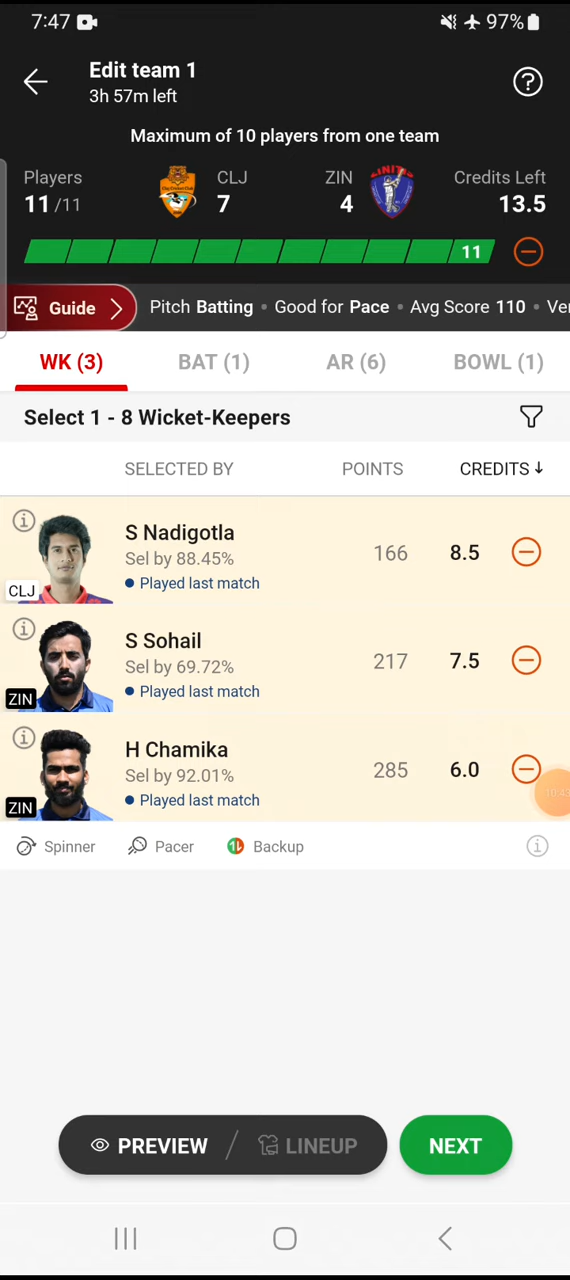 7:47 97%
Edit team 1
3h 57m left
Maximum of 10 players from one team
Players CLJ ZIN Credits Left
11/11 7 4 13.5
11
Guide Pitch Batting • Good for Pace • Avg Score 110 • Ve
WK (3) BAT (1) AR (6) BOWL (1)
Select 1 - 8 Wicket-Keepers
SELECTED BY POINTS CREDITS↓
S Nadigotla
Sel by 88.45% 166 8.5
Played last match
CLJ
S Sohail
Sel by 69.72% 217 7.5
Played last match
ZIN
H Chamika
Sel by 92.01% 285 6.0
Played last match
ZIN
Spinner Pacer Backup
PREVIEW / LINEUP NEXT